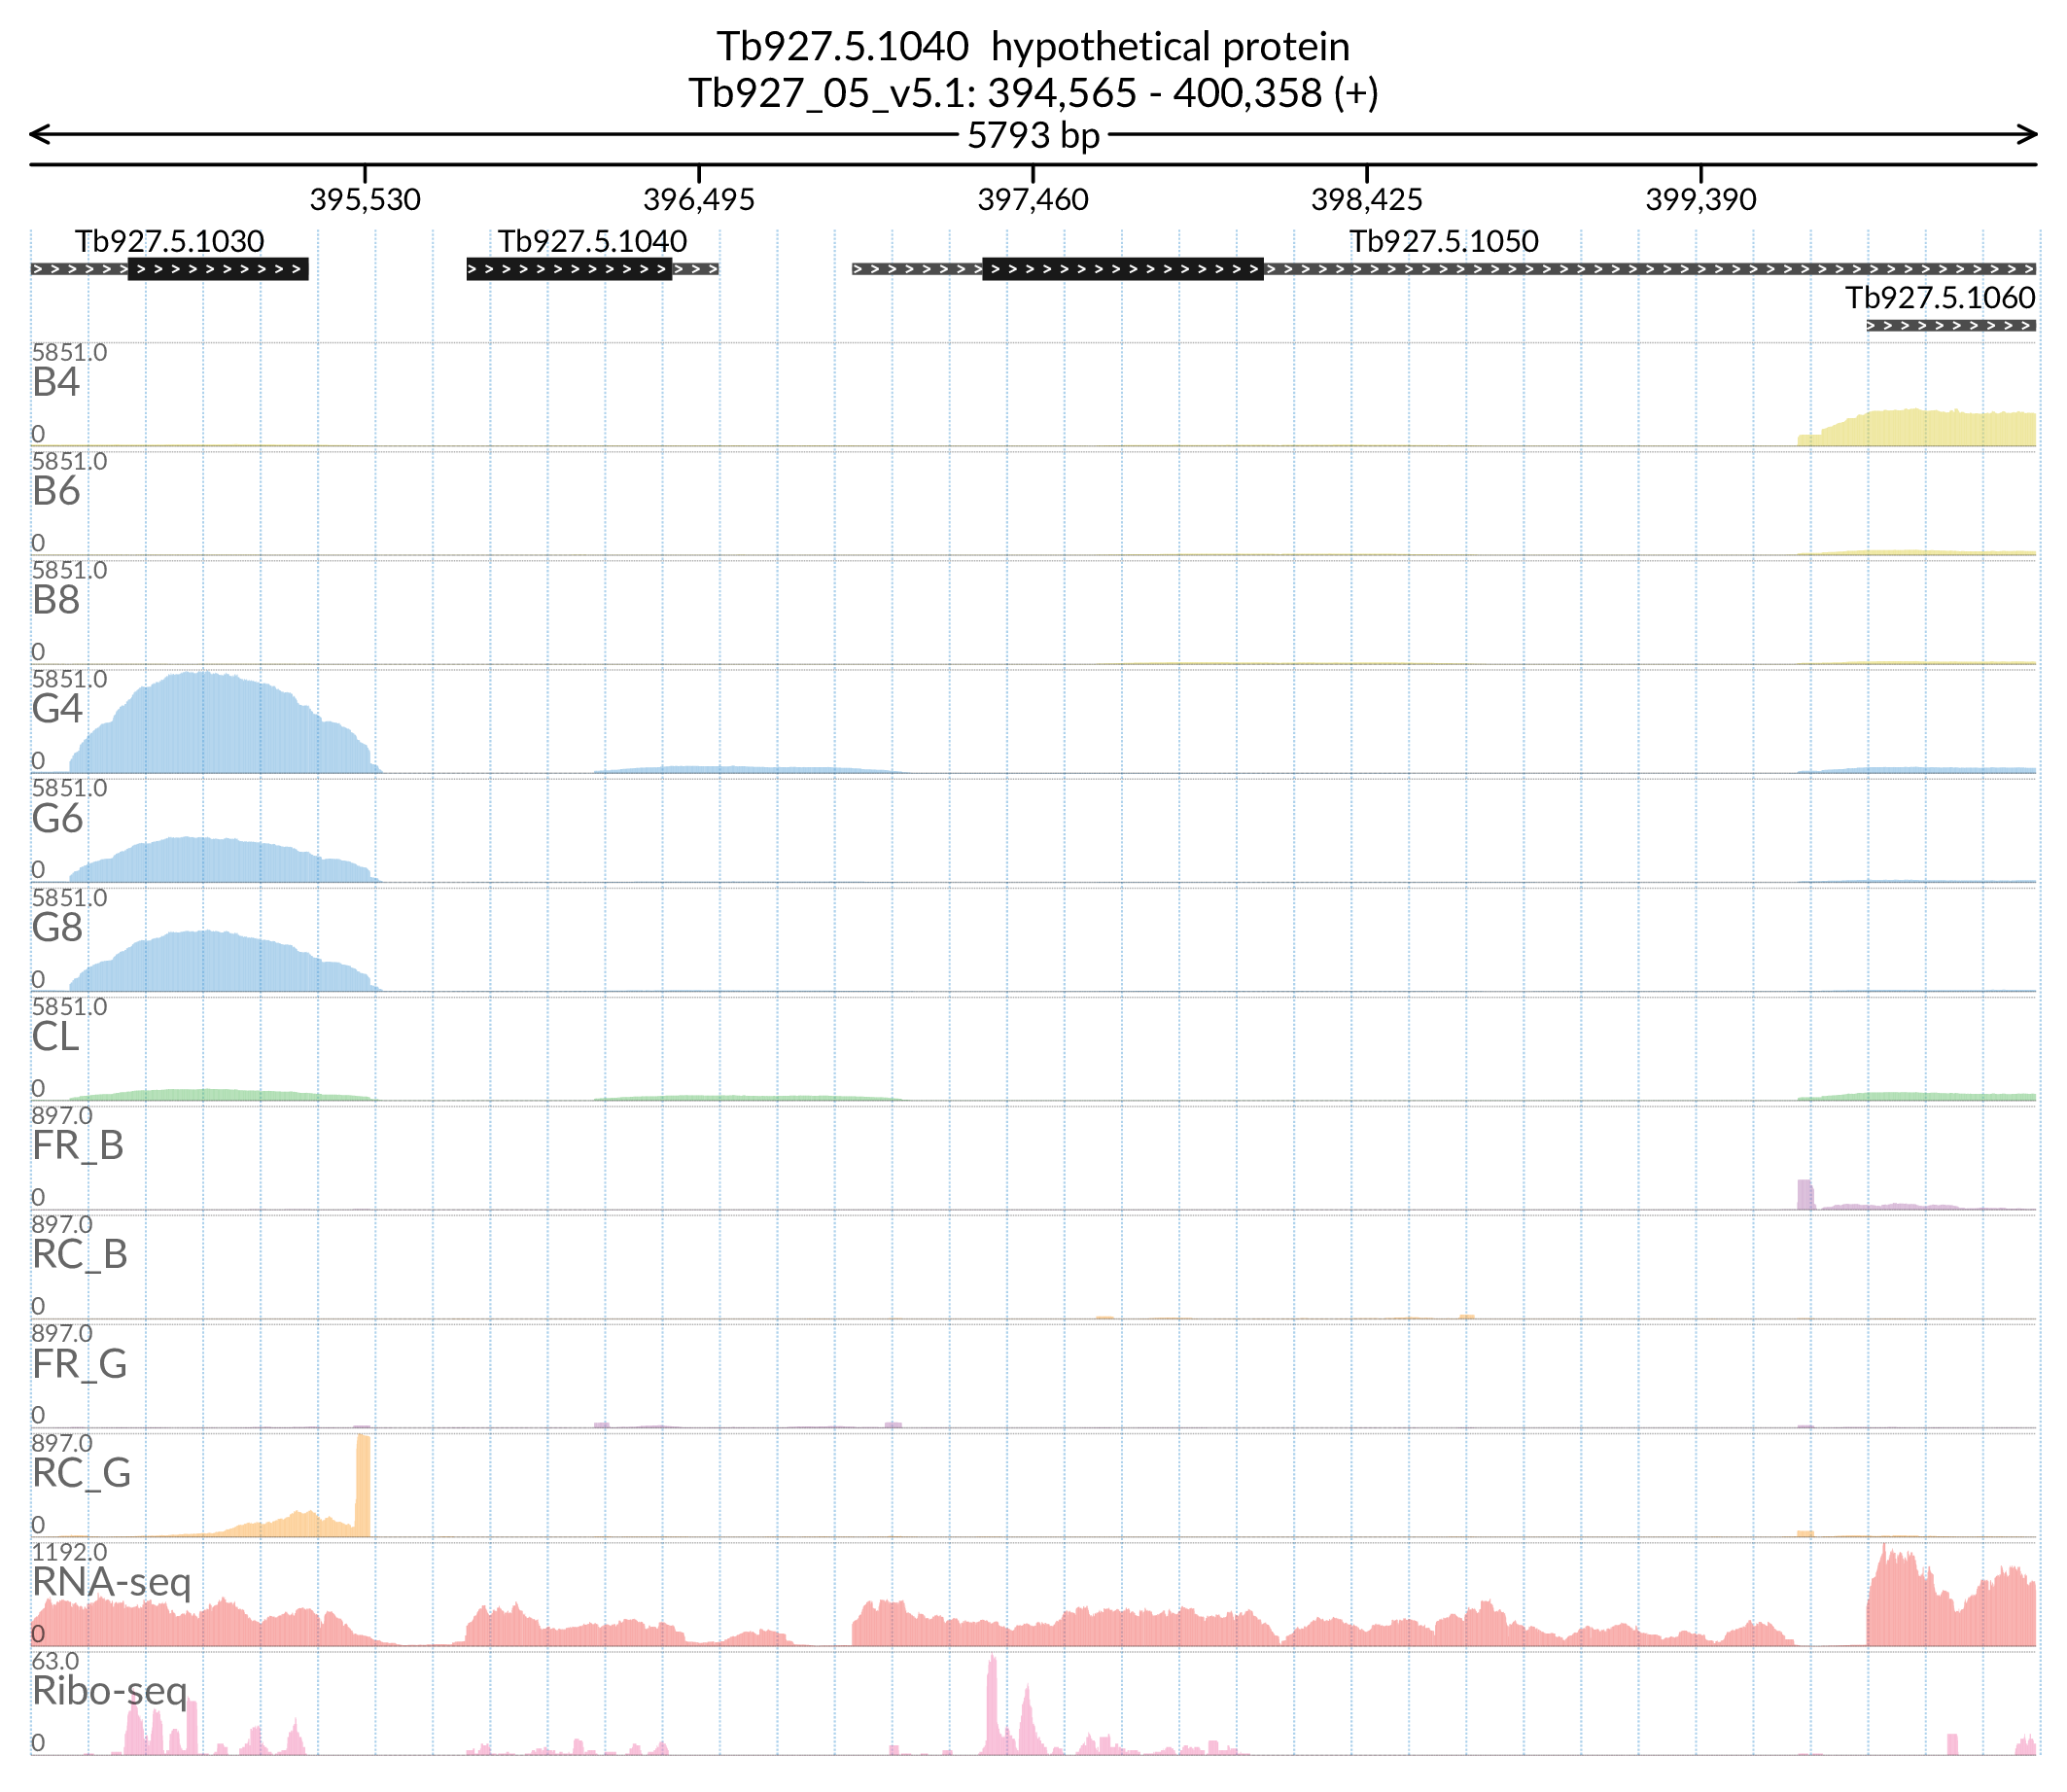 Tb927.5.1040  hypothetical protein
Tb927_05_v5.1: 394,565 - 400,358 (+)
5793 bp
395,530 396,495 397,460 398,425 399,390
Tb927.5.1030 Tb927.5.1040 Tb927.5.1050
Tb927.5.1060
5851.0
B4
0
5851.0
B6
0
5851.0
B8
0
5851.0
G4
0
5851.0
G6
0
5851.0
G8
0
5851.0
CL
0
897.0
FR_B
0
897.0
RC_B
0
897.0
FR_G
0
897.0
RC_G
0
1192.0
RNA-seq
0
63.0
Ribo-seq
0